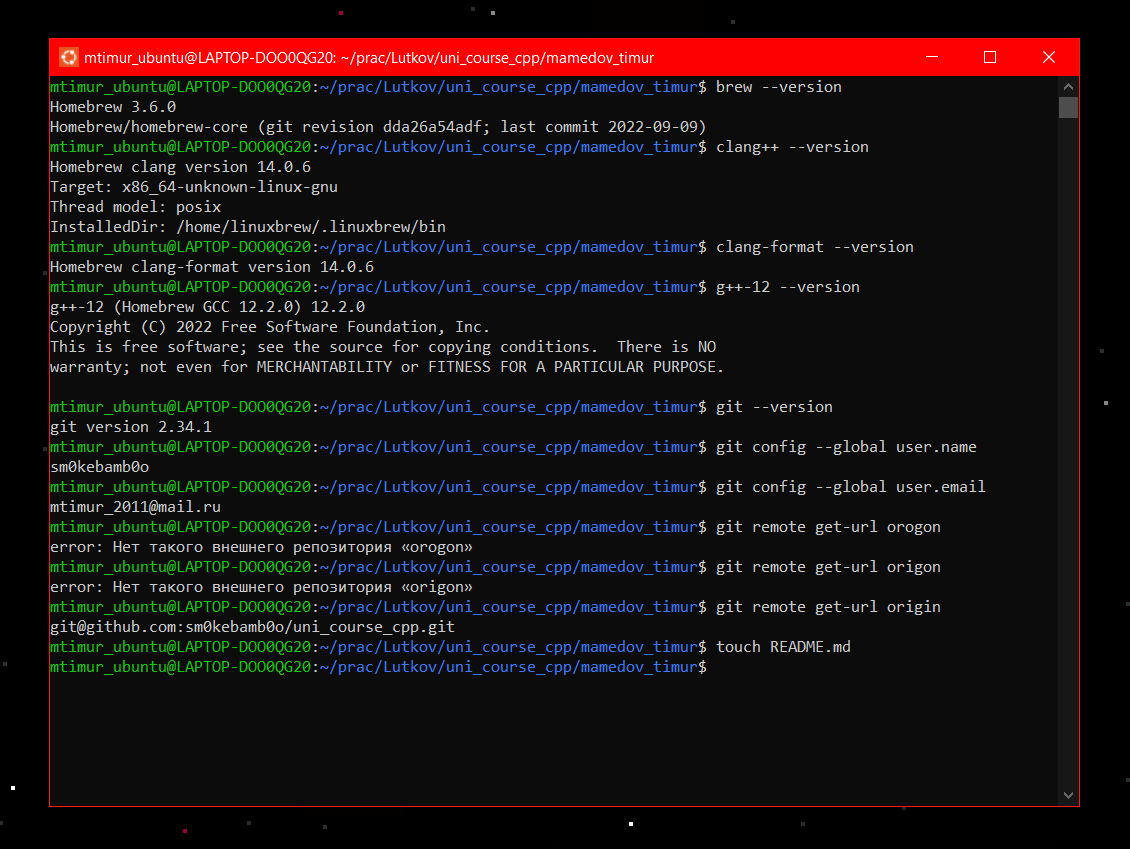 mtimur_ubuntu@LAPTOP-DOO0QG20: ~/prac/Lutkov/uni_course_cpp/mamedov_timur
mtimur_ubuntu@LAPTOP-DOO0QG20:~/prac/Lutkov/uni_course_cpp/mamedov_timur$ brew --version
Homebrew 3.6.0
Homebrew/homebrew-core (git revision dda26a54adf; last commit 2022-09-09)
mtimur_ubuntu@LAPTOP-DOO0QG20:~/prac/Lutkov/uni_course_cpp/mamedov_timur$ clang++ --version
Homebrew clang version 14.0.6
Target: x86_64-unknown-linux-gnu
Thread model: posix
InstalledDir: /home/linuxbrew/.linuxbrew/bin
mtimur_ubuntu@LAPTOP-DOO0QG20:~/prac/Lutkov/uni_course_cpp/mamedov_timur$ clang-format --version
Homebrew clang-format version 14.0.6
mtimur_ubuntu@LAPTOP-DOO0QG20:~/prac/Lutkov/uni_course_cpp/mamedov_timur$ g++-12 --version
g++-12 (Homebrew GCC 12.2.0) 12.2.0
Copyright (C) 2022 Free Software Foundation, Inc.
This is free software; see the source for copying conditions.  There is NO
warranty; not even for MERCHANTABILITY or FITNESS FOR A PARTICULAR PURPOSE.
mtimur_ubuntu@LAPTOP-DOO0QG20:~/prac/Lutkov/uni_course_cpp/mamedov_timur$ git --version
git version 2.34.1
mtimur_ubuntu@LAPTOP-DOO0QG20:~/prac/Lutkov/uni_course_cpp/mamedov_timur$ git config --global user.name
sm0kebamb0o
mtimur_ubuntu@LAPTOP-DOO0QG20:~/prac/Lutkov/uni_course_cpp/mamedov_timur$ git config --global user.email
mtimur_2011@mail.ru
mtimur_ubuntu@LAPTOP-DOO0QG20:~/prac/Lutkov/uni_course_cpp/mamedov_timur$ git remote get-url orogon
error: Нет такого внешнего репозитория «orogon»
mtimur_ubuntu@LAPTOP-DOO0QG20:~/prac/Lutkov/uni_course_cpp/mamedov_timur$ git remote get-url origon
error: Нет такого внешнего репозитория «origon»
mtimur_ubuntu@LAPTOP-DOO0QG20:~/prac/Lutkov/uni_course_cpp/mamedov_timur$ git remote get-url origin
git@github.com:sm0kebamb0o/uni_course_cpp.git
mtimur_ubuntu@LAPTOP-DOO0QG20:~/prac/Lutkov/uni_course_cpp/mamedov_timur$ touch README.md
mtimur_ubuntu@LAPTOP-DOO0QG20:~/prac/Lutkov/uni_course_cpp/mamedov_timur$